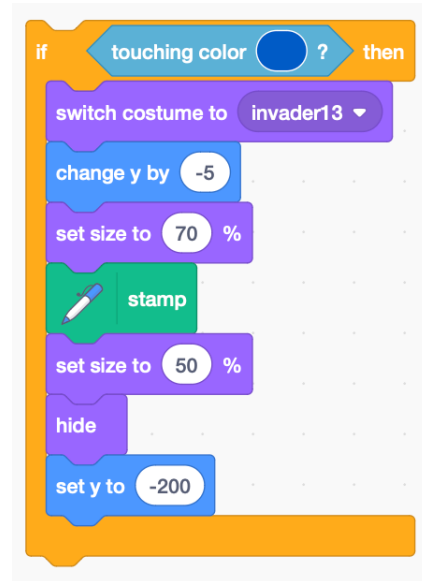 if touching color ? then
switch costume to invader13
change y by -5
set size to 70 %
stamp
set size to 50 %
hide
set y to -200